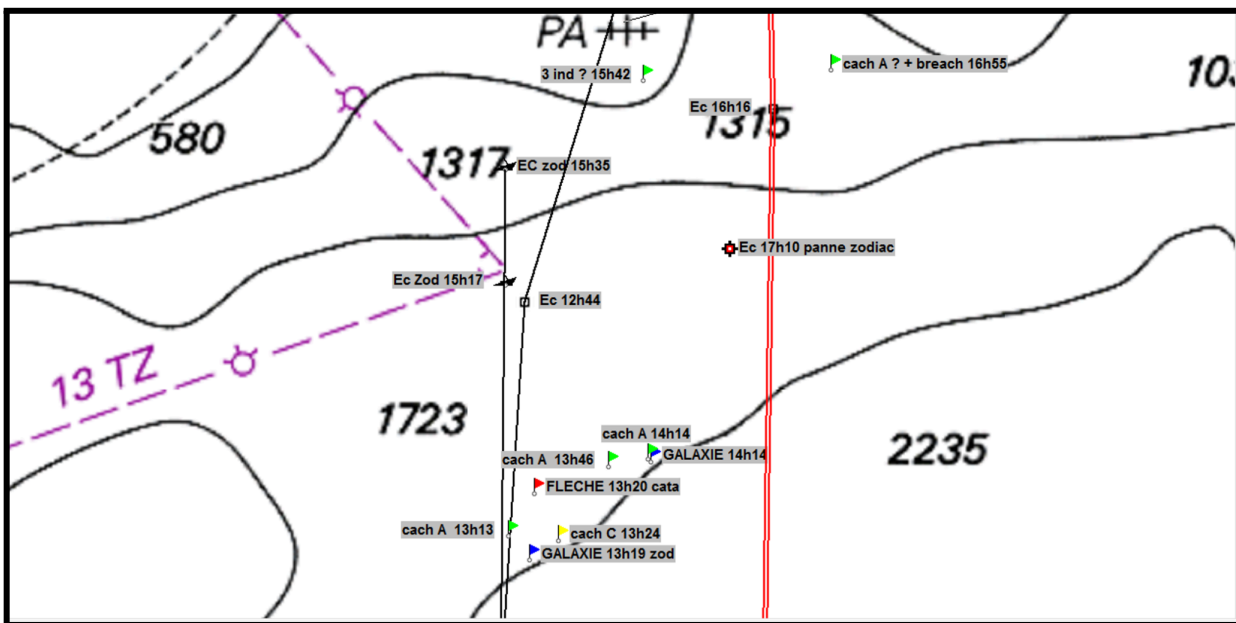 PA
cach A ? + breach 16h55
3 ind ? 15h42
103
Ec 16h16
1315
580
1317
EC zod 15h35
Ec 17h10 panne zodiac
Ec Zod 15h17
Ec 12h44
13 TZ
1723
cach A 14h14
GALAXIE 14h14
cach A 13h46
2235
FLECHE 13h20 cata
cach A 13h13
cach C 13h24
GALAXIE 13h19 zod